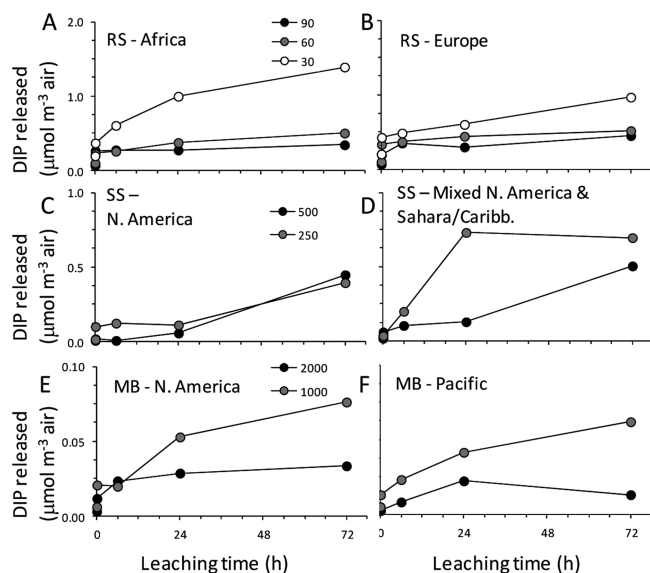 A
RS - Africa
90
60
30
B
RS - Europe
DIP released
(µmol m-3 air)
2.0
1.0
0.0
C
SS –
N. America
500
250
D
SS – Mixed N. America &
Sahara/Caribb.
DIP released
(µmol m-3 air)
0.5
0.0
E
MB - N. America
2000
1000
F
MB - Pacific
DIP released
(µmol m-3 air)
0.10
0.05
0.00
0 24 48 72
0 24 48 72
Leaching time (h)
Leaching time (h)